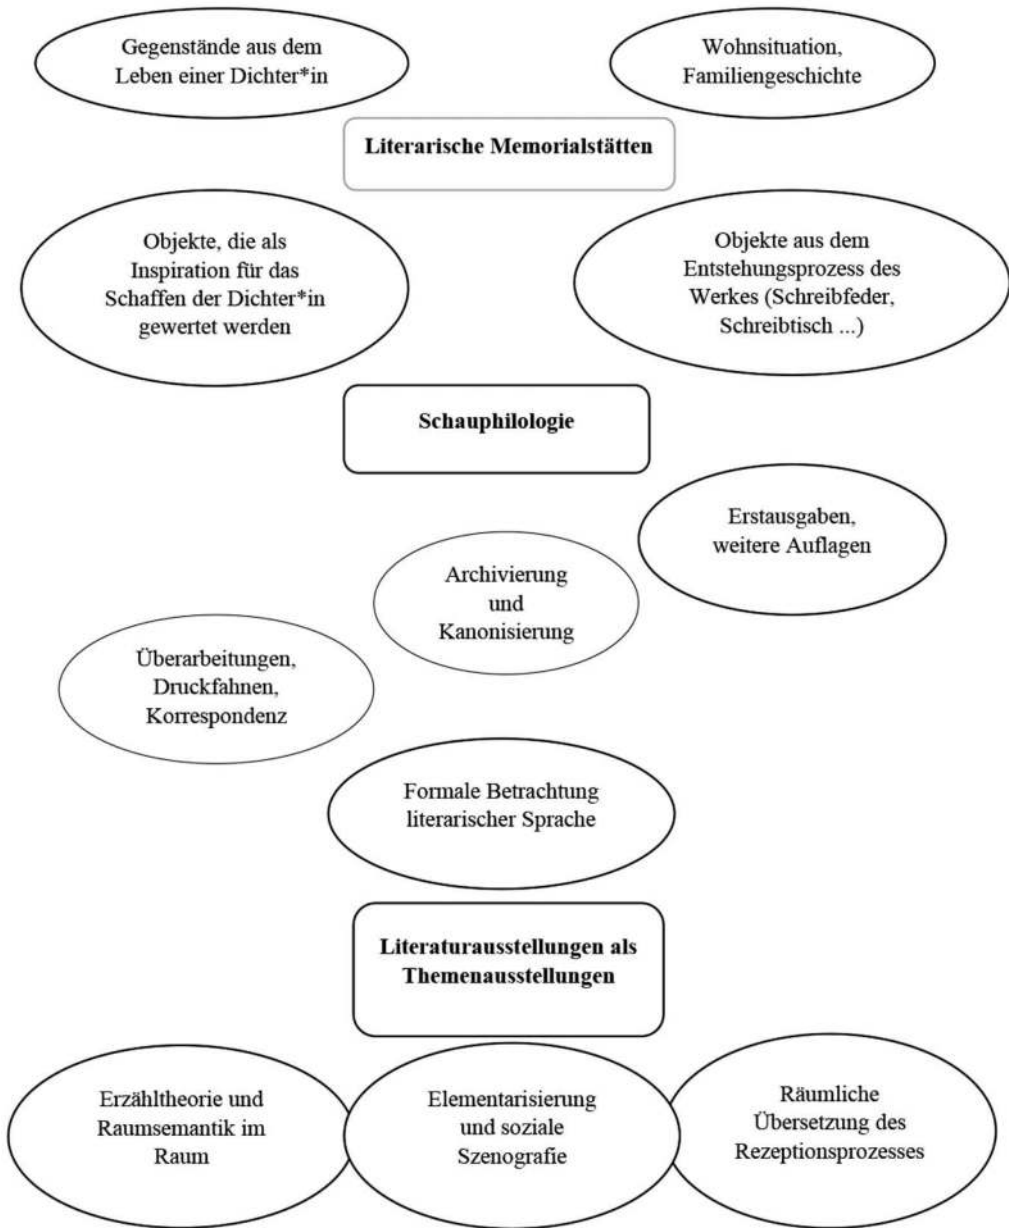 Gegenstände aus dem
Leben einer Dichter*in
Wohnsituation,
Familiengeschichte
Literarische Memorialstätten
Objekte, die als
Inspiration für das
Schaffen der Dichter*in
gewertet werden
Objekte aus dem
Entstehungsprozess des
Werkes (Schreibfeder,
Schreibtisch ...)
Schauphilologie
Erstausgaben,
weitere Auflagen
Archivierung
und
Kanonisierung
Überarbeitungen,
Druckfahnen,
Korrespondenz
Formale Betrachtung
literarischer Sprache
Literaturausstellungen als
Themenausstellungen
Erzähltheorie und
Raumsemantik im
Raum
Elementarisierung
und soziale
Szenografie
Räumliche
Übersetzung des
Rezeptionsprozesses